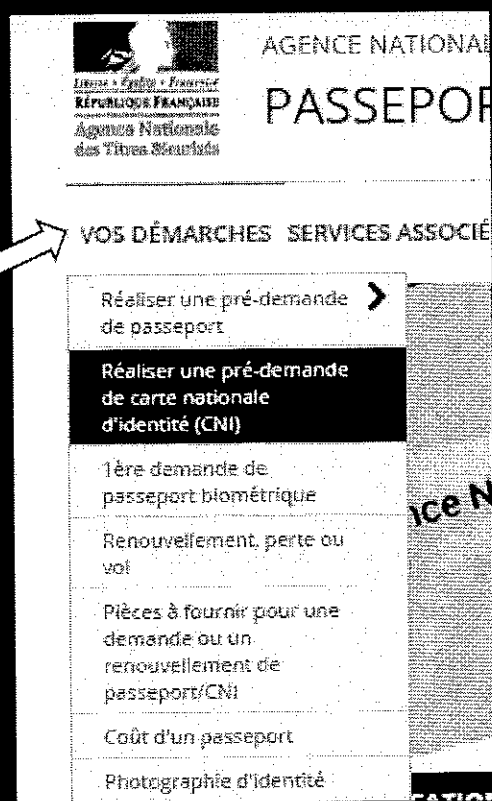 AGENCE NATIONAL
PASSEPOR
Liberté • Égalité • Fraternité
RÉPUBLIQUE FRANÇAISE
Agence Nationale
des Titres Sécurisés
VOS DÉMARCHES SERVICES ASSOCIÉ
Réaliser une pré-demande
de passeport
Réaliser une pré-demande
de carte nationale
d'identité (CNI)
1ère demande de
passeport biométrique
Renouvellement, perte ou
vol
Pièces à fournir pour une
demande ou un
renouvellement de
passeport/CNI
Coût d'un passeport
Photographie d'identité
nce N